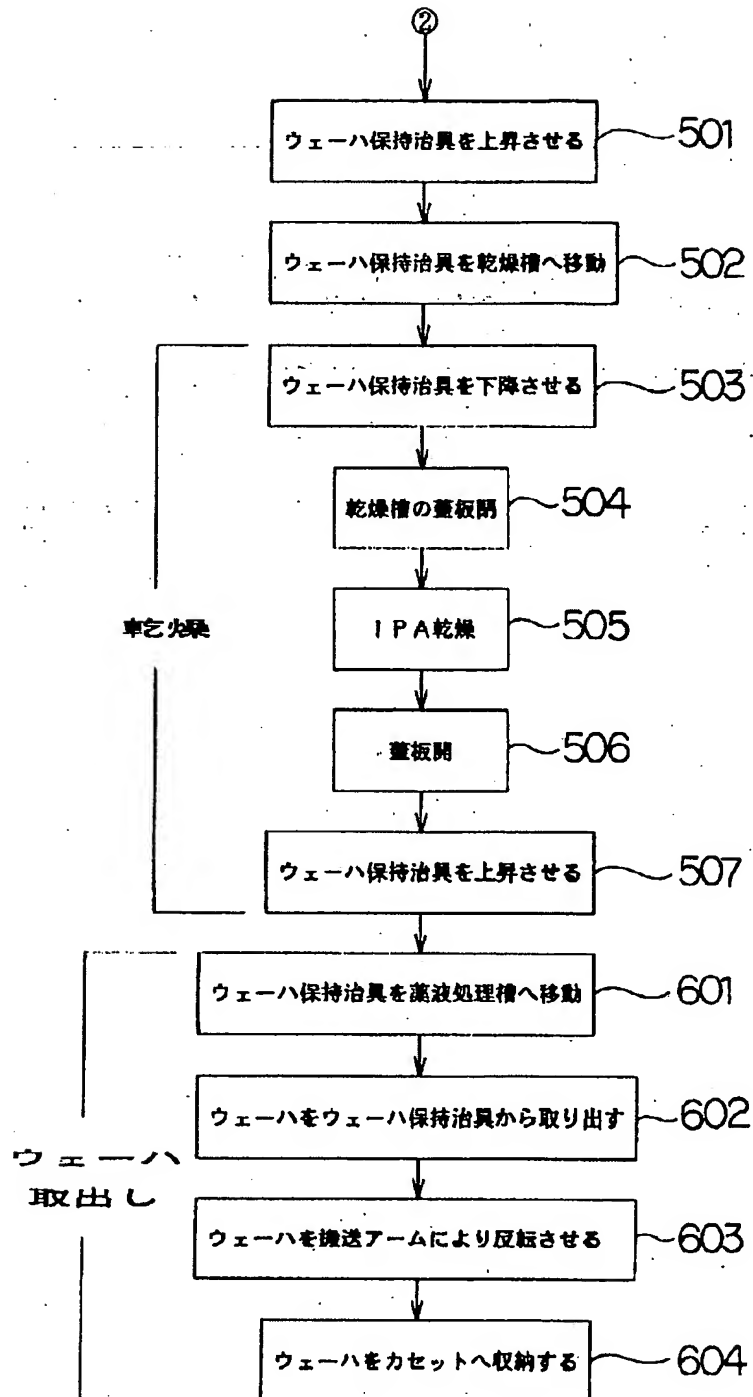 ②
ウェーハ保持治具を上昇させる 501
ウェーハ保持治具を乾燥槽へ移動 502
ウェーハ保持治具を下降させる 503
乾燥槽の蓋板閉 504
IPA乾燥 505
乾燥
蓋板開 506
ウェーハ保持治具を上昇させる 507
ウェーハ保持治具を薬液処理槽へ移動 601
ウェーハをウェーハ保持治具から取り出す 602
ウェーハ
取出し
ウェーハを搬送アームにより反転させる 603
ウェーハをカセットへ収納する 604